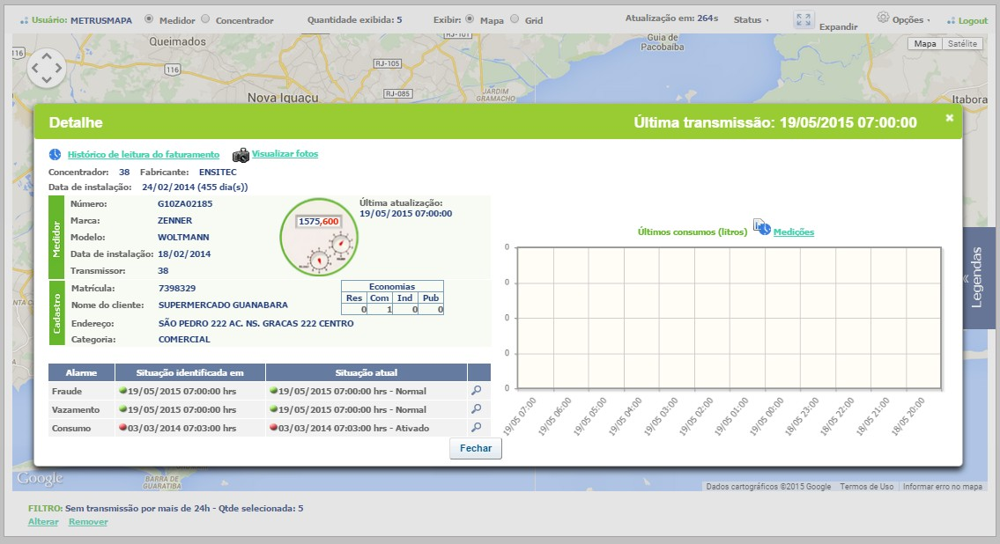 Usuário: METRUSMAPA Medidor Concentrador Quantidade exibida: 5 Exibir: Mapa Grid Atualização em: 264s Status Expandir Opções Logout
Queimados
Guia de
Pacobaíba
Mapa Satélite
116
116
RJ-101
RJ-105
RJ-085
Nova Iguaçu
JARDIM
GRAMACHO
Itabora
Detalhe Última transmissão: 19/05/2015 07:00:00
Histórico de leitura do faturamento Visualizar fotos
Concentrador: 38 Fabricante: ENSITEC
Data de instalação: 24/02/2014 (455 dia(s))
Medidor
Número: G10ZA02185
Marca: ZENNER
Modelo: WOLTMANN
Data de instalação: 18/02/2014
Transmissor: 38
1575,600
Última atualização:
19/05/2015 07:00:00
Cadastro
Matrícula: 7398329
Nome do cliente: SUPERMERCADO GUANABARA
Endereço: SÃO PEDRO 222 AC. NS. GRACAS 222 CENTRO
Categoria: COMERCIAL
Economias
Res Com Ind Pub
0 1 0 0
Alarme Situação identificada em Situação atual
Fraude 19/05/2015 07:00:00 hrs 19/05/2015 07:00:00 hrs - Normal
Vazamento 19/05/2015 07:00:00 hrs 19/05/2015 07:00:00 hrs - Normal
Consumo 03/03/2014 07:03:00 hrs 03/03/2014 07:03:00 hrs - Ativado
Últimos consumos (litros) Medições
0
0
0
0
0
19/05 07:00 19/05 06:00 19/05 05:00 19/05 04:00 19/05 03:00 19/05 02:00 19/05 01:00 19/05 00:00 18/05 23:00 18/05 22:00 18/05 21:00 18/05 20:00
Fechar
« Legendas
Google
BARRA DE
GUARATIBA
Dados cartográficos ©2015 Google Termos de Uso Informar erro no mapa
FILTRO: Sem transmissão por mais de 24h - Qtde selecionada: 5
Alterar Remover